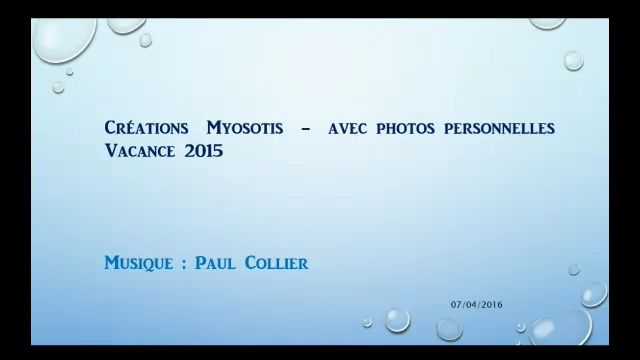 Créations Myosotis – avec photos personnelles
Vacance 2015
Musique : Paul Collier
07/04/2016